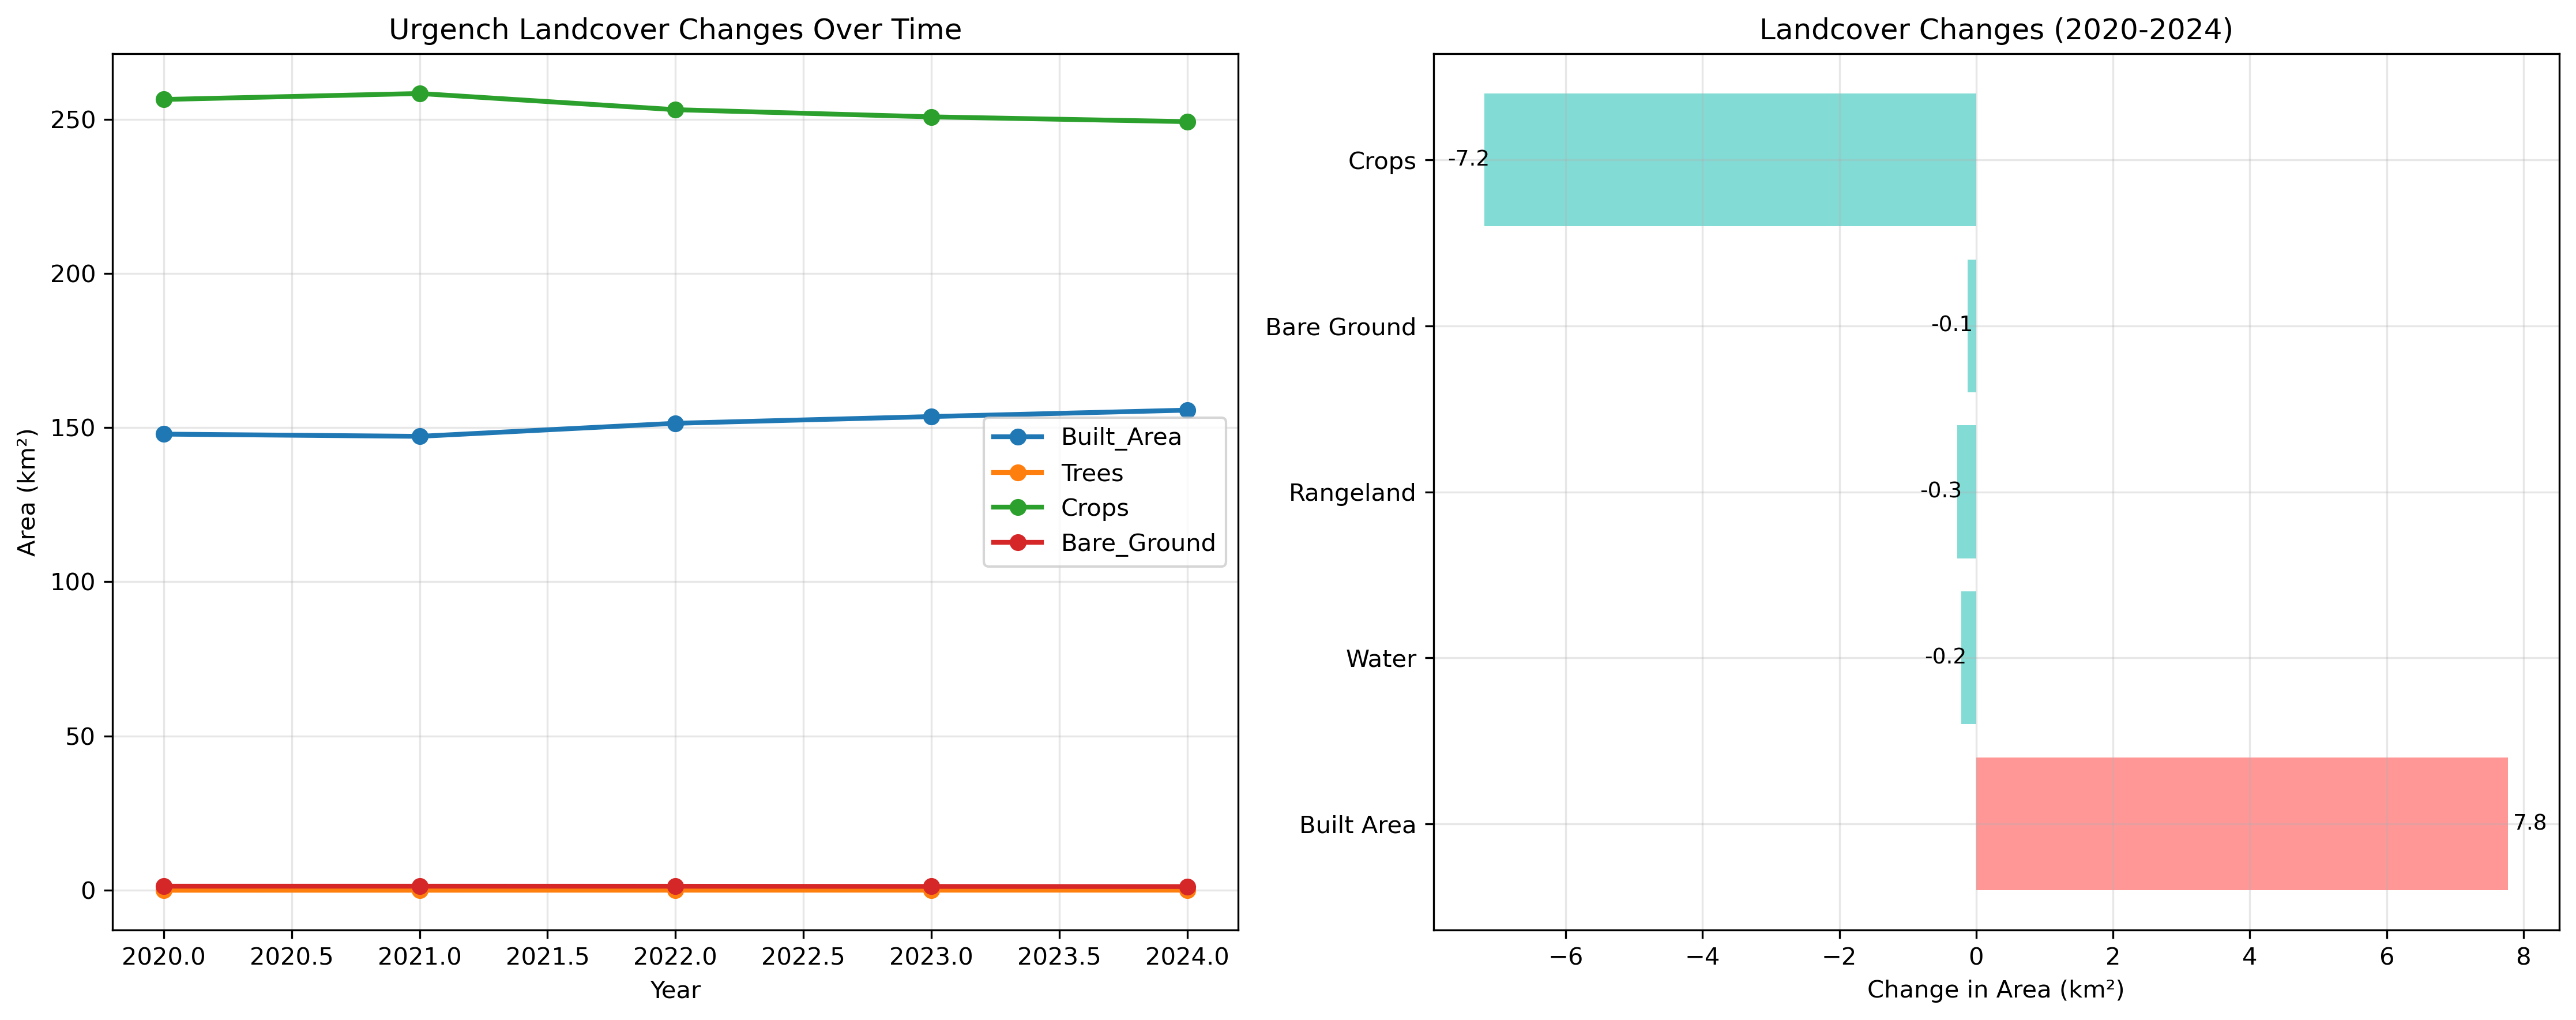 Urgench Landcover Changes Over Time
Area (km²)
250
200
150
100
50
0
Built_Area
Trees
Crops
Bare_Ground
2020.0 2020.5 2021.0 2021.5 2022.0 2022.5 2023.0 2023.5 2024.0
Year
Landcover Changes (2020-2024)
Crops
-7.2
Bare Ground
-0.1
Rangeland
-0.3
Water
-0.2
Built Area
7.8
−6 −4 −2 0 2 4 6 8
Change in Area (km²)